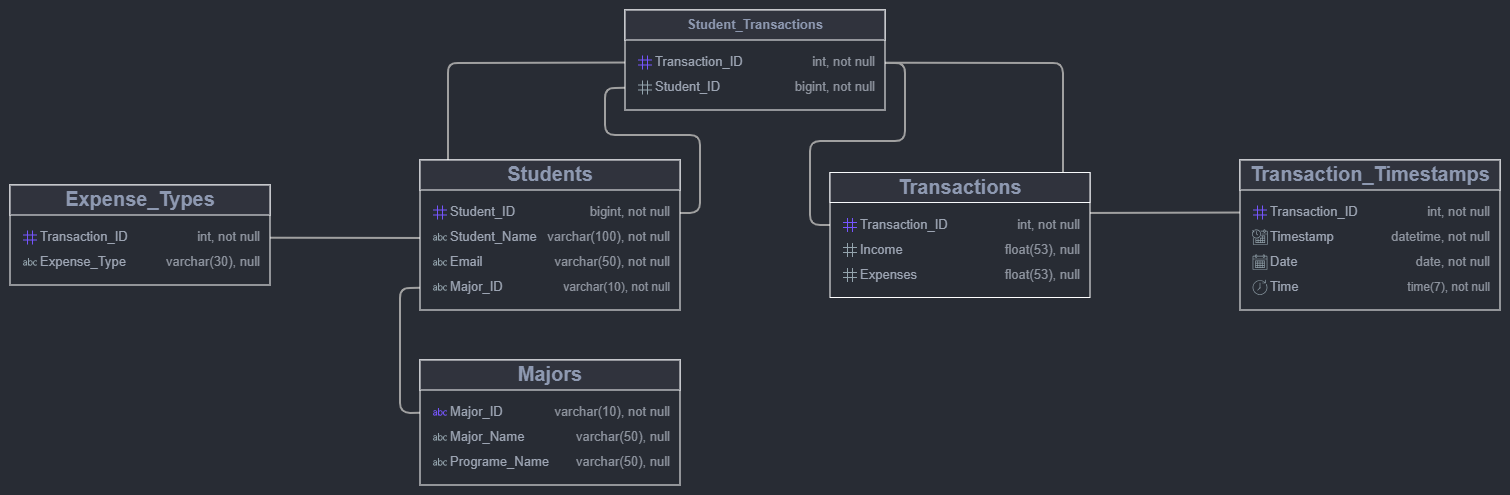 Student_Transactions
Transaction_ID int, not null
Student_ID bigint, not null
Expense_Types
Transaction_ID int, not null
abc Expense_Type varchar(30), null
Students
Student_ID bigint, not null
abc Student_Name varchar(100), not null
abc Email varchar(50), not null
abc Major_ID varchar(10), not null
Transactions
Transaction_ID int, not null
Income float(53), null
Expenses float(53), null
Transaction_Timestamps
Transaction_ID int, not null
Timestamp datetime, not null
Date date, not null
Time time(7), not null
Majors
abc Major_ID varchar(10), not null
abc Major_Name varchar(50), null
abc Programe_Name varchar(50), null